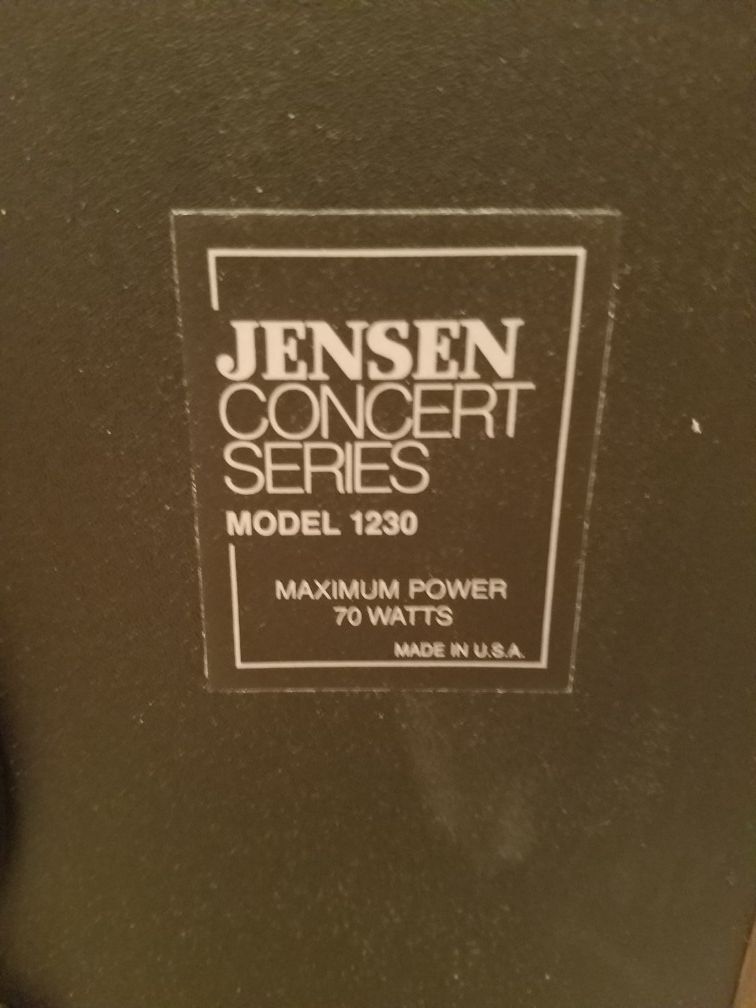 JENSEN
CONCERT
SERIES
MODEL 1230
MAXIMUM POWER
70 WATTS
MADE IN U.S.A.